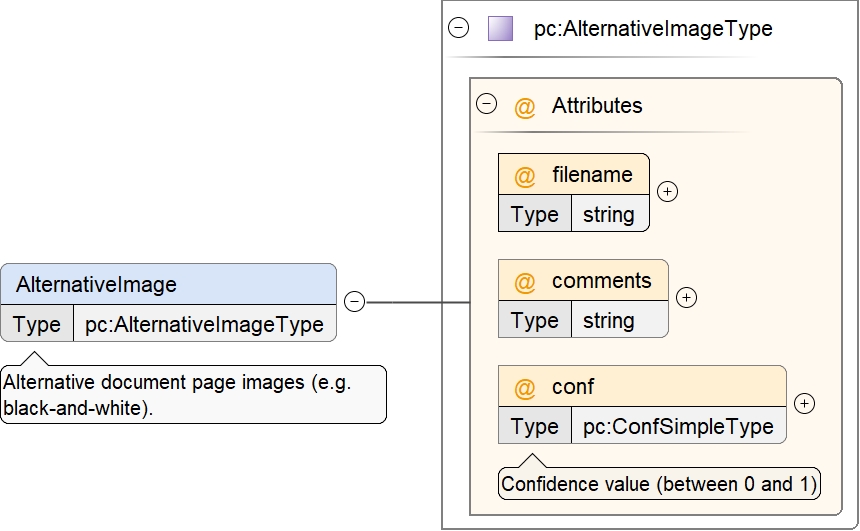 pc:AlternativeImageType
@ Attributes
@ filename
Type string
@ comments
Type string
AlternativeImage
Type pc:AlternativeImageType
Alternative document page images (e.g.
black-and-white).
@ conf
Type pc:ConfSimpleType
Confidence value (between 0 and 1)